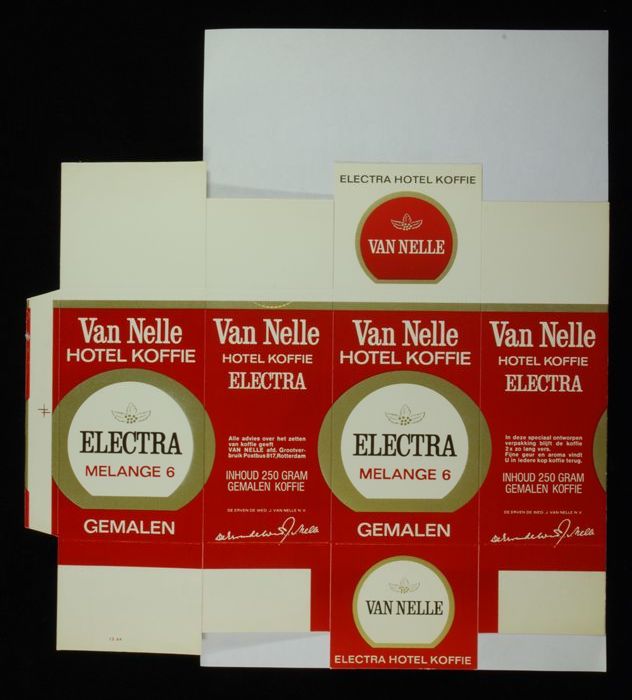 ELECTRA HOTEL KOFFIE
VAN NELLE
Van Nelle
HOTEL KOFFIE
ELECTRA
MELANGE 6
GEMALEN
Van Nelle
HOTEL KOFFIE
ELECTRA
Alle advies over het zetten
van koffie geeft
VAN NELLE afd. Grootver-
bruik Postbus 817, Rotterdam
INHOUD 250 GRAM
GEMALEN KOFFIE
DE ERVEN DE WED. J. VAN NELLE N.V.
Van Nelle
HOTEL KOFFIE
ELECTRA
MELANGE 6
GEMALEN
Van Nelle
HOTEL KOFFIE
ELECTRA
In deze speciaal ontworpen
verpakking blijft de koffie
2 x zo lang vers.
Fijne geur en aroma vindt
U in iedere kop koffie terug.
INHOUD 250 GRAM
GEMALEN KOFFIE
DE ERVEN DE WED. J. VAN NELLE N.V.
VAN NELLE
ELECTRA HOTEL KOFFIE